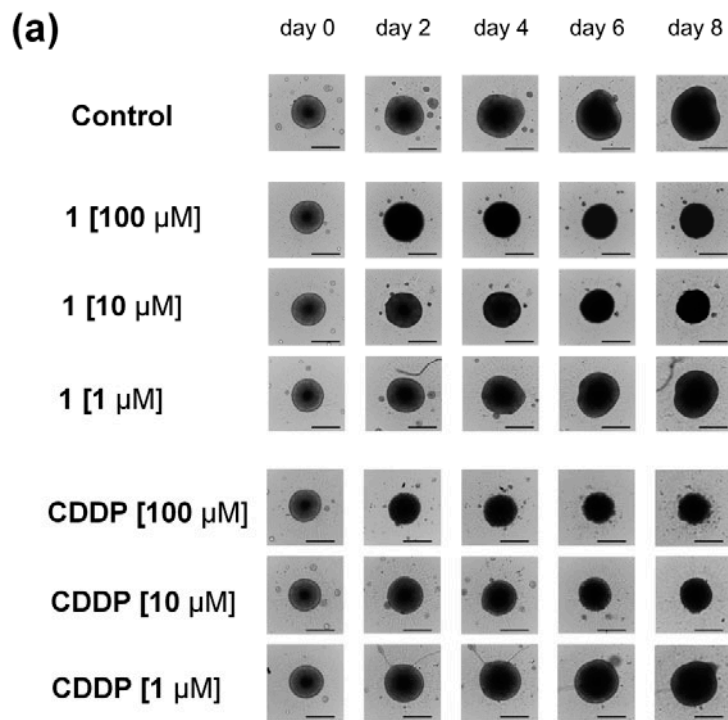 (a) day 0 day 2 day 4 day 6 day 8
Control
1 [100 µM]
1 [10 µM]
1 [1 µM]
CDDP [100 µM]
CDDP [10 µM]
CDDP [1 µM]